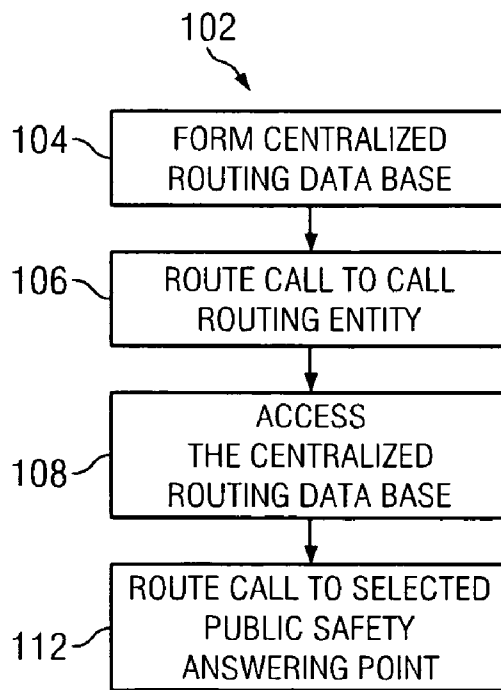 102
104
FORM CENTRALIZED
ROUTING DATA BASE
106
ROUTE CALL TO CALL
ROUTING ENTITY
108
ACCESS
THE CENTRALIZED
ROUTING DATA BASE
112
ROUTE CALL TO SELECTED
PUBLIC SAFETY
ANSWERING POINT